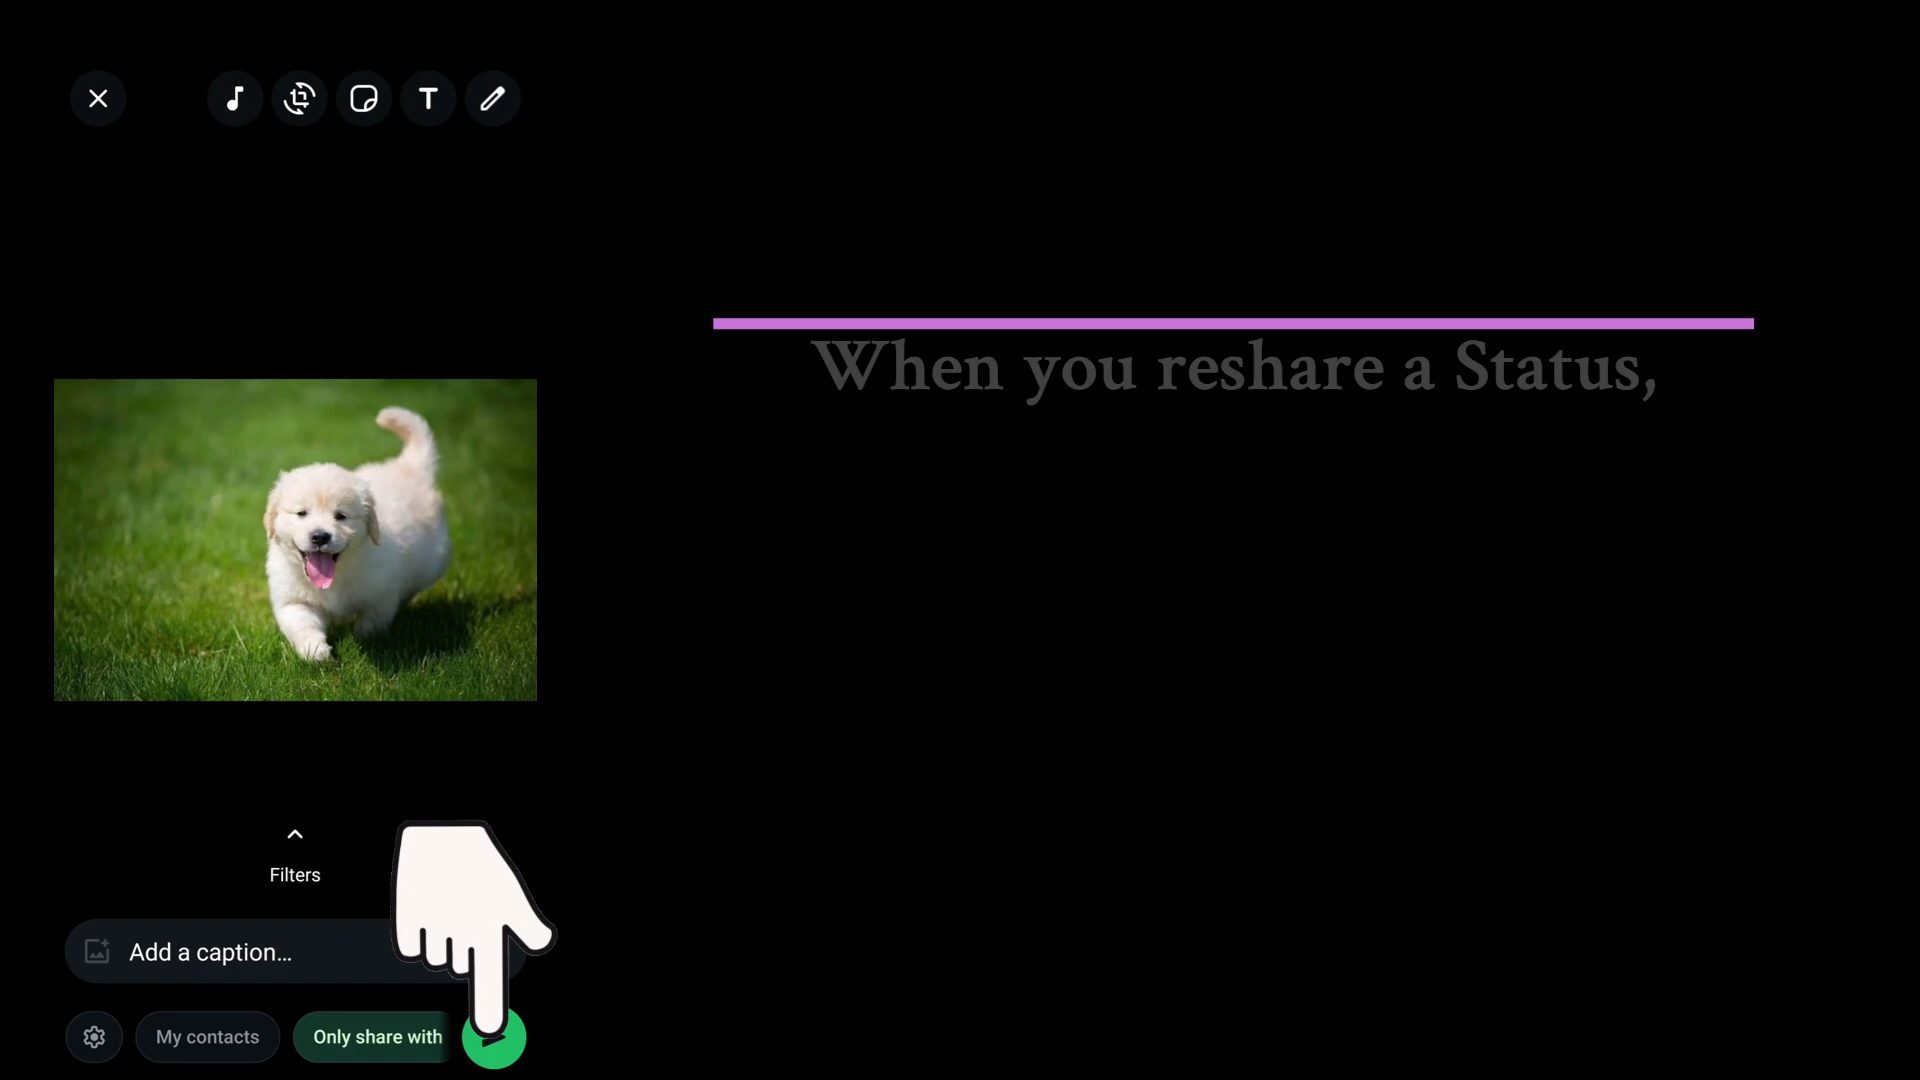 T
When you reshare a Status,
Filters
Add a caption...
My contacts
Only share with